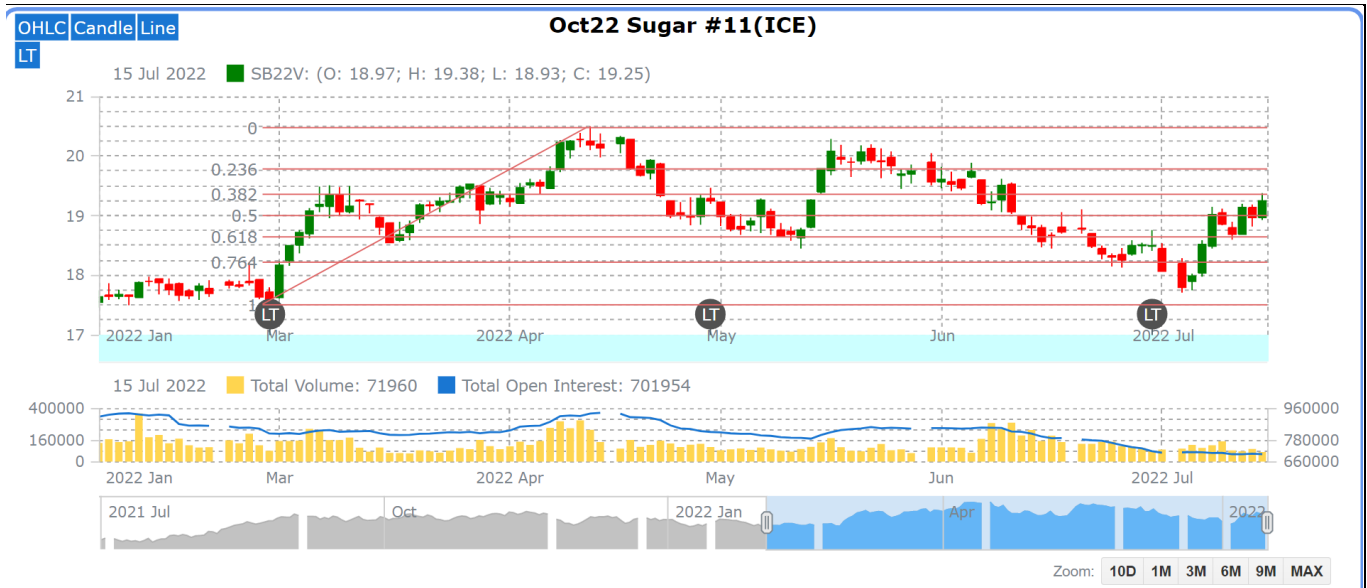 OHLC Candle Line
LT
Oct22 Sugar #11(ICE)
15 Jul 2022 SB22V: (O: 18.97; H: 19.38; L: 18.93; C: 19.25)
21
20
19
18
17
0
0.236
0.382
0.5
0.618
0.764
1
LT LT LT
2022 Jan Mar 2022 Apr May Jun 2022 Jul
15 Jul 2022 Total Volume: 71960 Total Open Interest: 701954
400000 960000
160000 780000
0 660000
2022 Jan Mar 2022 Apr May Jun 2022 Jul
2021 Jul Oct 2022 Jan Apr 2022
Zoom: 10D 1M 3M 6M 9M MAX